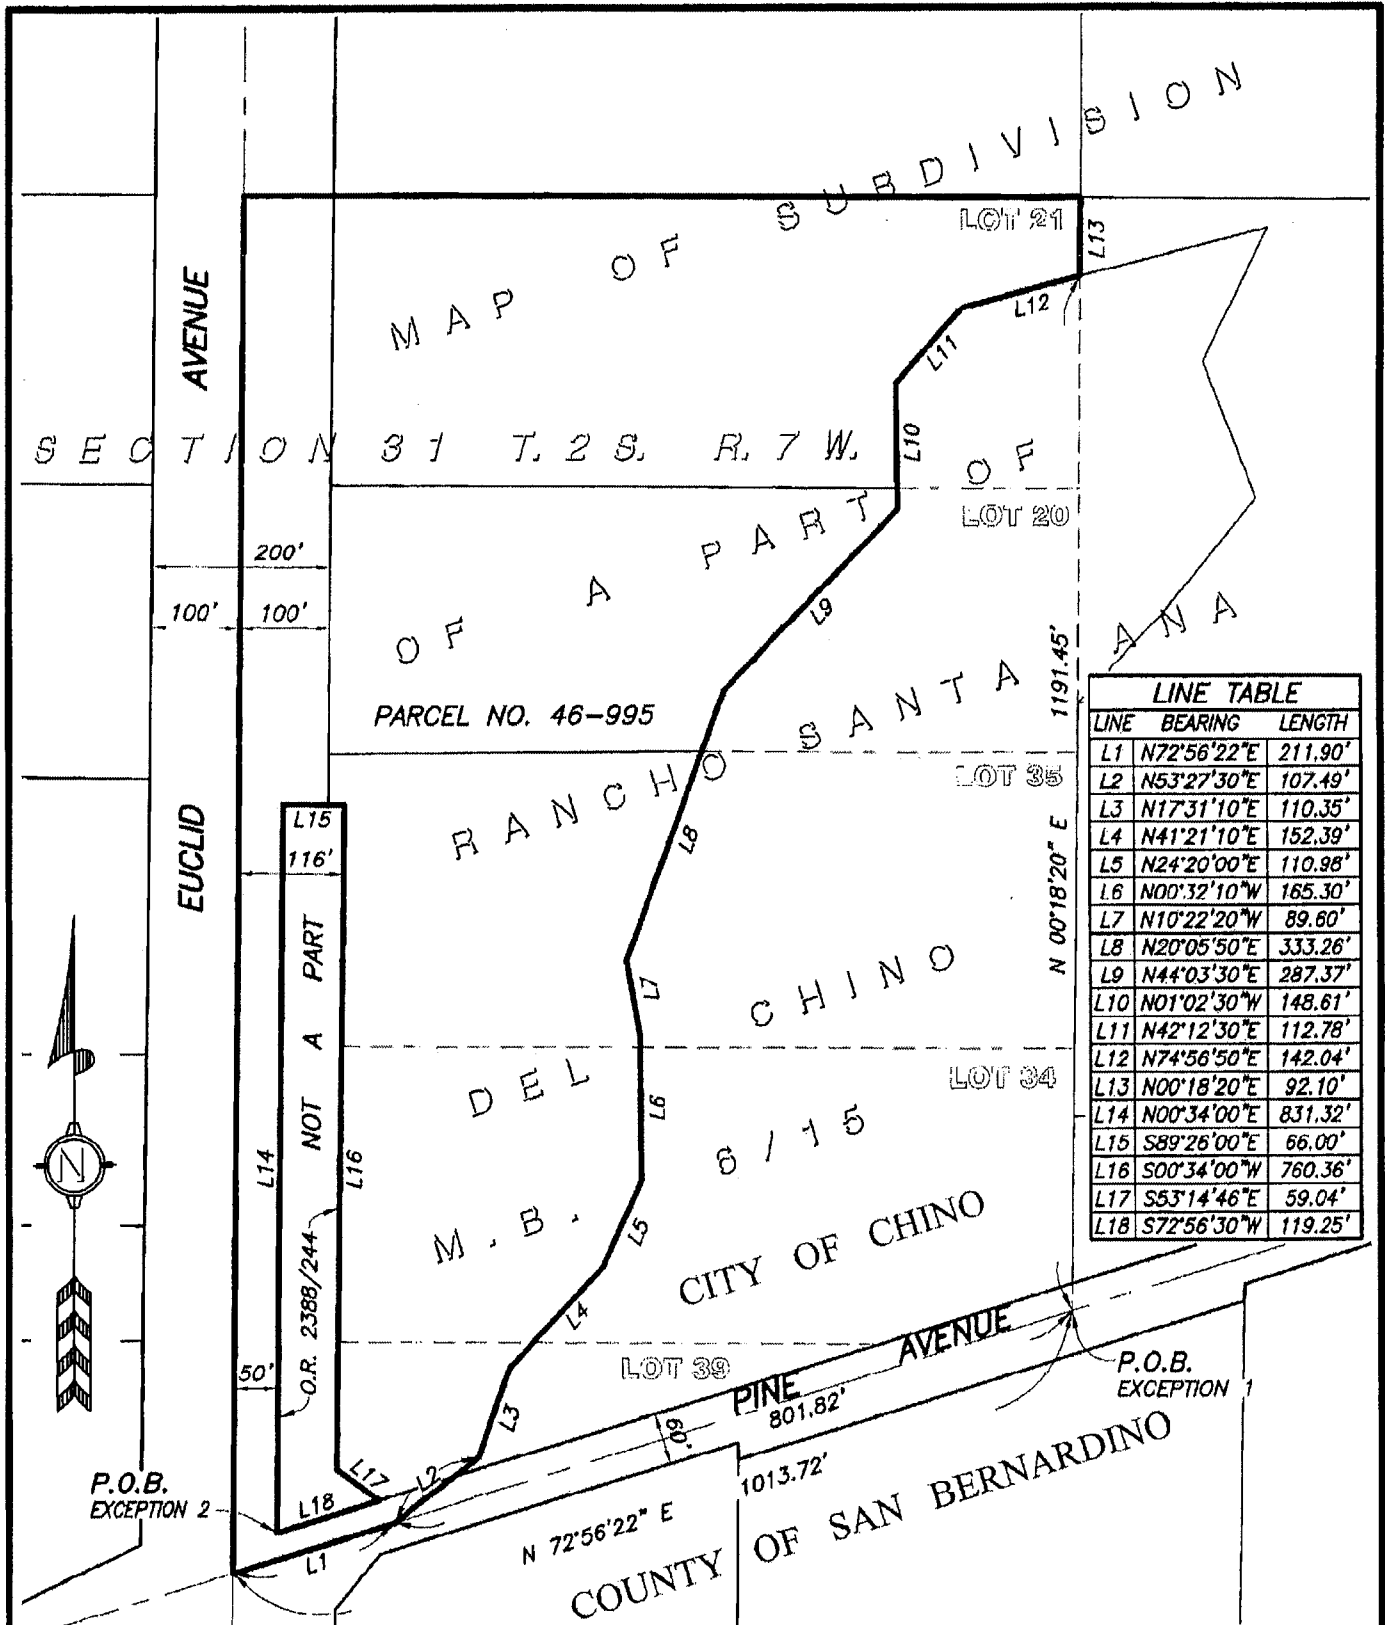 MAP OF SUBDIVISION
LOT 21
L13
L12
L11
AVENUE
L10
SECTION 31 T. 2 S. R. 7 W.
OF
LOT 20
OF A PART
200'
100' 100'
L9
RANCHO SANTA ANA
1191.45'
N 00°18'20" E
PARCEL NO. 46-995
LOT 35
LINE TABLE
LINE BEARING LENGTH
L1 N72°56'22"E 211.90'
L2 N53°27'30"E 107.49'
L3 N17°31'10"E 110.35'
L4 N41°21'10"E 152.39'
L5 N24°20'00"E 110.98'
L6 N00°32'10"W 165.30'
L7 N10°22'20"W 89.60'
L8 N20°05'50"E 333.26'
L9 N44°03'30"E 287.37'
L10 N01°02'30"W 148.61'
L11 N42°12'30"E 112.78'
L12 N74°56'50"E 142.04'
L13 N00°18'20"E 92.10'
L14 N00°34'00"E 831.32'
L15 S89°26'00"E 66.00'
L16 S00°34'00"W 760.36'
L17 S53°14'46"E 59.04'
L18 S72°56'30"W 119.25'
EUCLID
L15
116'
L8
NOT A PART
L7
DEL CHINO
LOT 34
L6
L14
L16
M. B. 6/15
N
L5
CITY OF CHINO
O.R. 2388/244
L4
LOT 39
50'
PINE AVENUE
801.82'
P.O.B.
EXCEPTION 1
L3
60'
L2
L17
1013.72'
P.O.B.
EXCEPTION 2
L18
N 72°56'22" E
L1
COUNTY OF SAN BERNARDINO